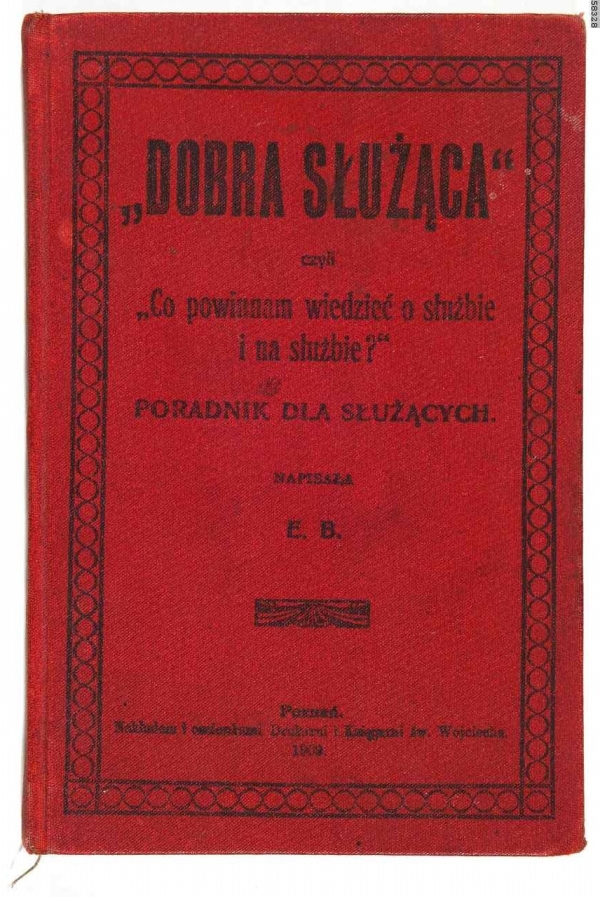 58328
„DOBRA SŁUŻĄCA“
czyli
„Co powinnam wiedzieć o służbie
i na służbie?“
PORADNIK DLA SŁUŻĄCYCH.
NAPISAŁA
E. B.
Poznań.
Nakładem i czcionkami Drukarni i Księgarni św. Wojciecha.
1909.